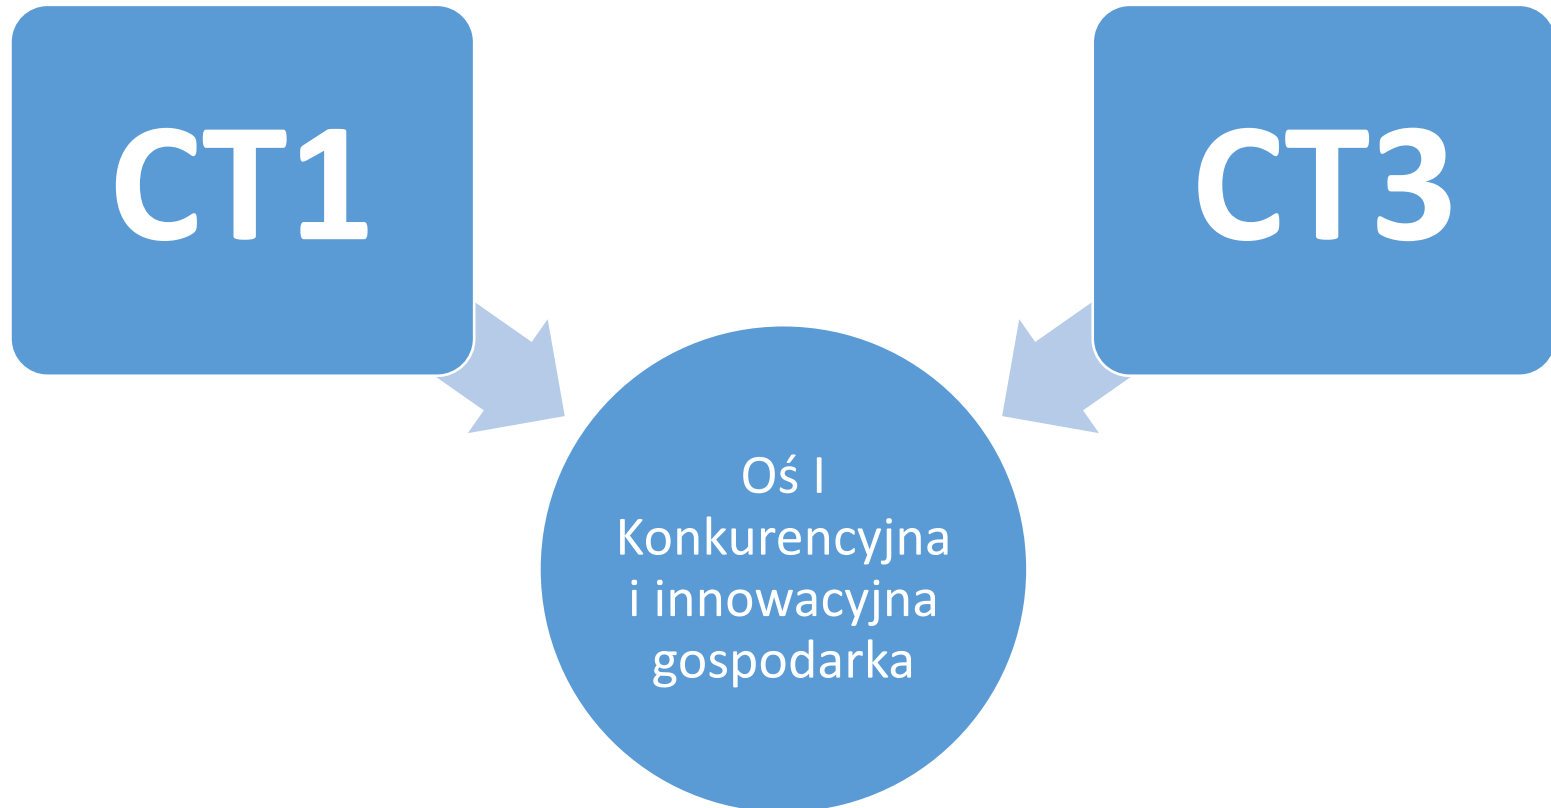 CT1
CT3
Oś I
Konkurencyjna
i innowacyjna
gospodarka